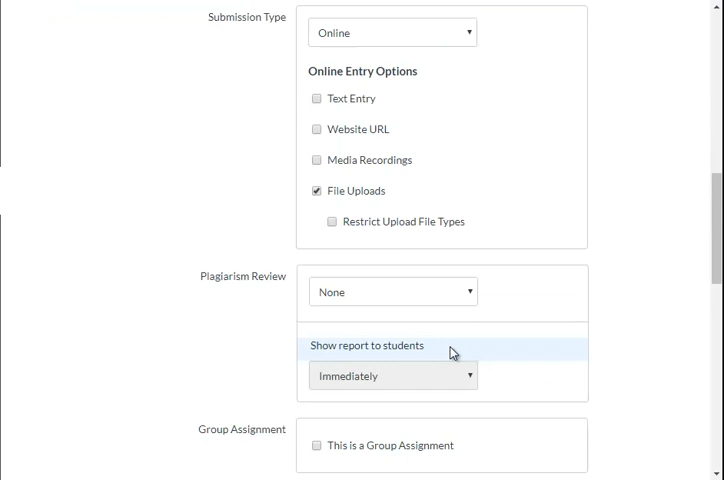 Submission Type
Online
Online Entry Options
Text Entry
Website URL
Media Recordings
File Uploads
Restrict Upload File Types
Plagiarism Review
None
Show report to students
Immediately
Group Assignment
This is a Group Assignment